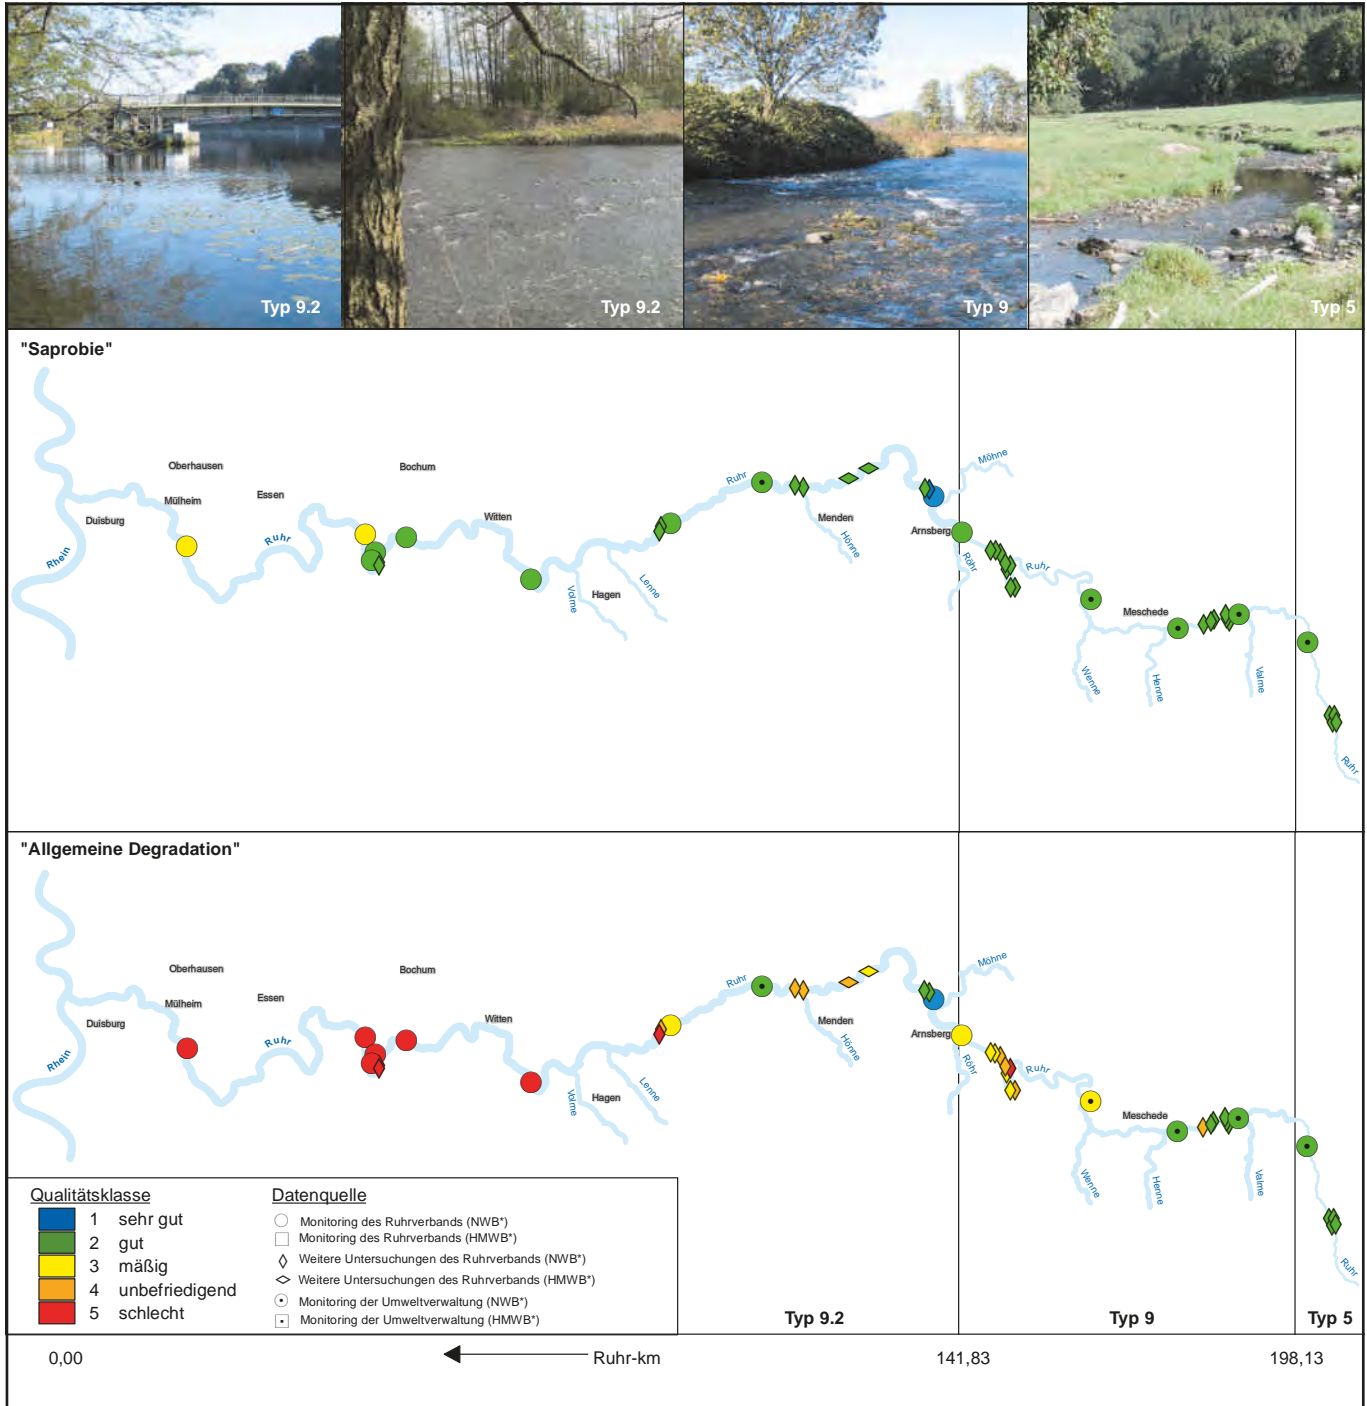 Typ 9.2
Typ 9.2
Typ 9
Typ 5
"Saprobie"
Oberhausen
Bochum
Möhne
Mülheim
Essen
Ruhr
Duisburg
Witten
Menden
Arnsberg
Rhein
Ruhr
Hönne
Röhr
Ruhr
Volme
Hagen
Lenne
Meschede
Wenne
Henne
Valme
Ruhr
"Allgemeine Degradation"
Oberhausen
Bochum
Möhne
Mülheim
Essen
Ruhr
Duisburg
Witten
Menden
Arnsberg
Rhein
Ruhr
Hönne
Röhr
Ruhr
Volme
Hagen
Lenne
Meschede
Wenne
Henne
Valme
Ruhr
Qualitätsklasse
1 sehr gut
2 gut
3 mäßig
4 unbefriedigend
5 schlecht
Datenquelle
Monitoring des Ruhrverbands (NWB*)
Monitoring des Ruhrverbands (HMWB*)
Weitere Untersuchungen des Ruhrverbands (NWB*)
Weitere Untersuchungen des Ruhrverbands (HMWB*)
Monitoring der Umweltverwaltung (NWB*)
Monitoring der Umweltverwaltung (HMWB*)
Typ 9.2
Typ 9
Typ 5
0,00
Ruhr-km
141,83
198,13